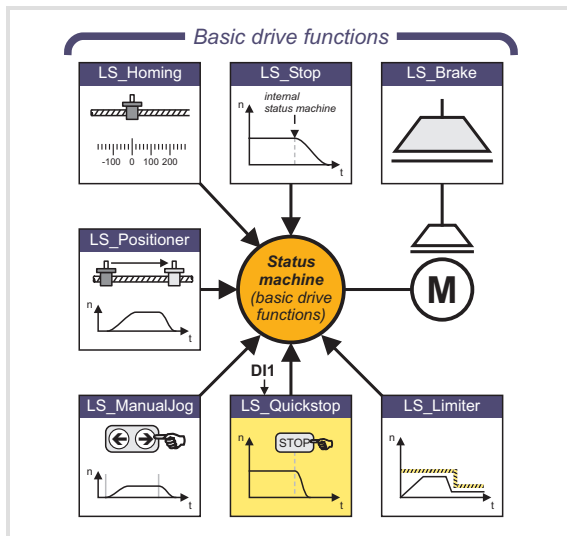 Basic drive functions
LS_Homing
-100 0 100 200
LS_Stop
internal
status machine
n
t
LS_Brake
LS_Positioner
n
t
Status
machine
(basic drive
functions)
M
DI1
LS_ManualJog
n
t
LS_Quickstop
STOP
n
t
LS_Limiter
n
t